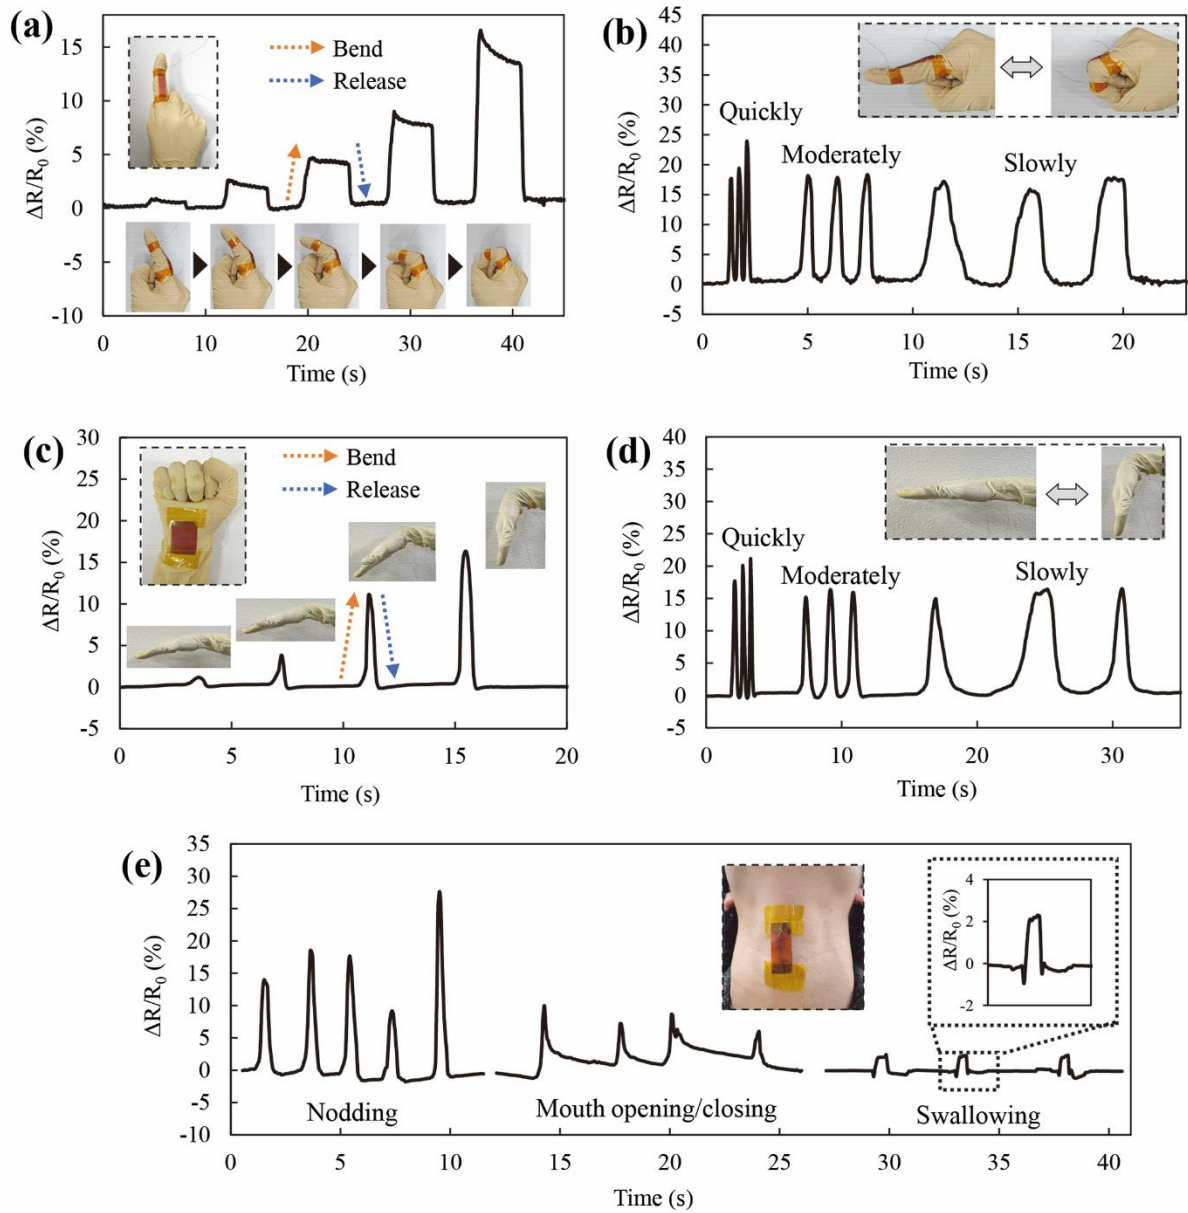 (a)
Bend
Release
ΔR/R₀ (%)
15
10
5
0
-5
-10
0 10 20 30 40
Time (s)
(b)
Quickly
Moderately
Slowly
ΔR/R₀ (%)
45
40
35
30
25
20
15
10
5
0
-5
0 5 10 15 20
Time (s)
(c)
Bend
Release
ΔR/R₀ (%)
30
25
20
15
10
5
0
-5
0 5 10 15 20
Time (s)
(d)
Quickly
Moderately
Slowly
ΔR/R₀ (%)
40
35
30
25
20
15
10
5
0
-5
0 10 20 30
Time (s)
(e)
ΔR/R₀ (%)
35
30
25
20
15
10
5
0
-5
-10
ΔR/R₀ (%)
4
2
0
-2
Nodding
Mouth opening/closing
Swallowing
0 5 10 15 20 25 30 35 40
Time (s)